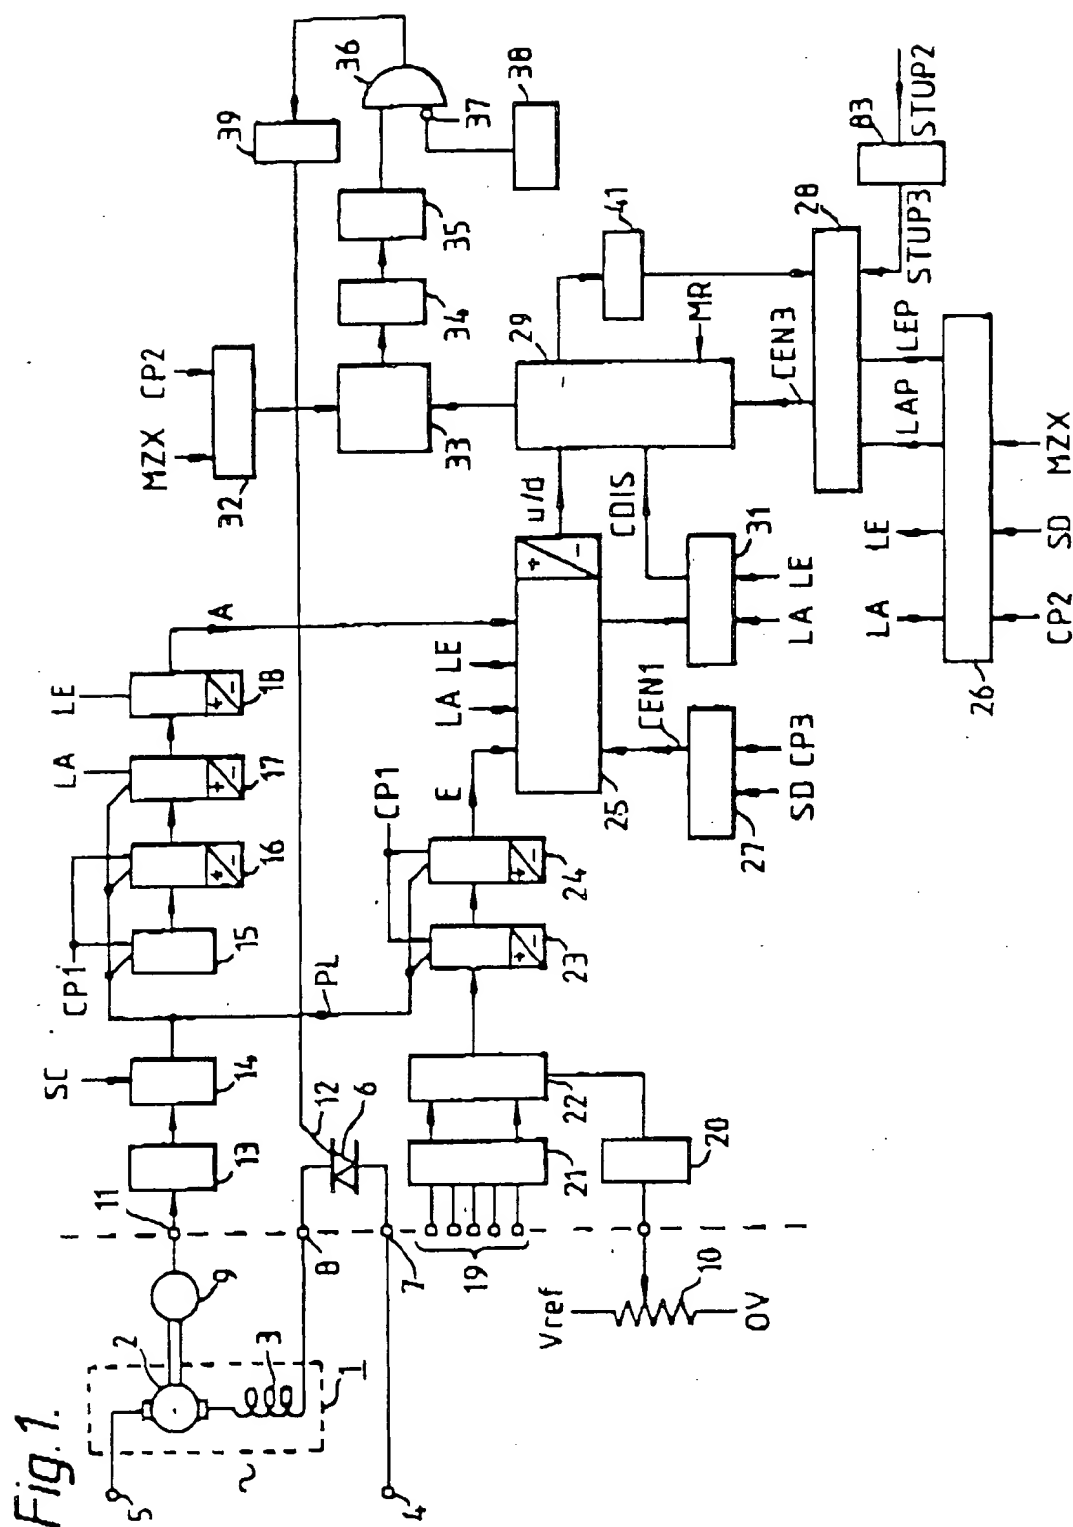 Fig.1.
5
4
2
3
1
9
11
8
7
19
Vref
10
0V
13
SC
14
12
6
21
22
20
PL
CP1
15
16
LA
17
LE
18
A
CP1
23
24
E
LA
LE
25
u/d
CEN1
27
SD
CP3
CDIS
31
LA
LE
MZX
CP2
32
33
34
35
36
37
38
39
29
MR
41
CEN3
28
STUP3
83
STUP2
LAP
LEP
LA
LE
26
CP2
SD
MZX